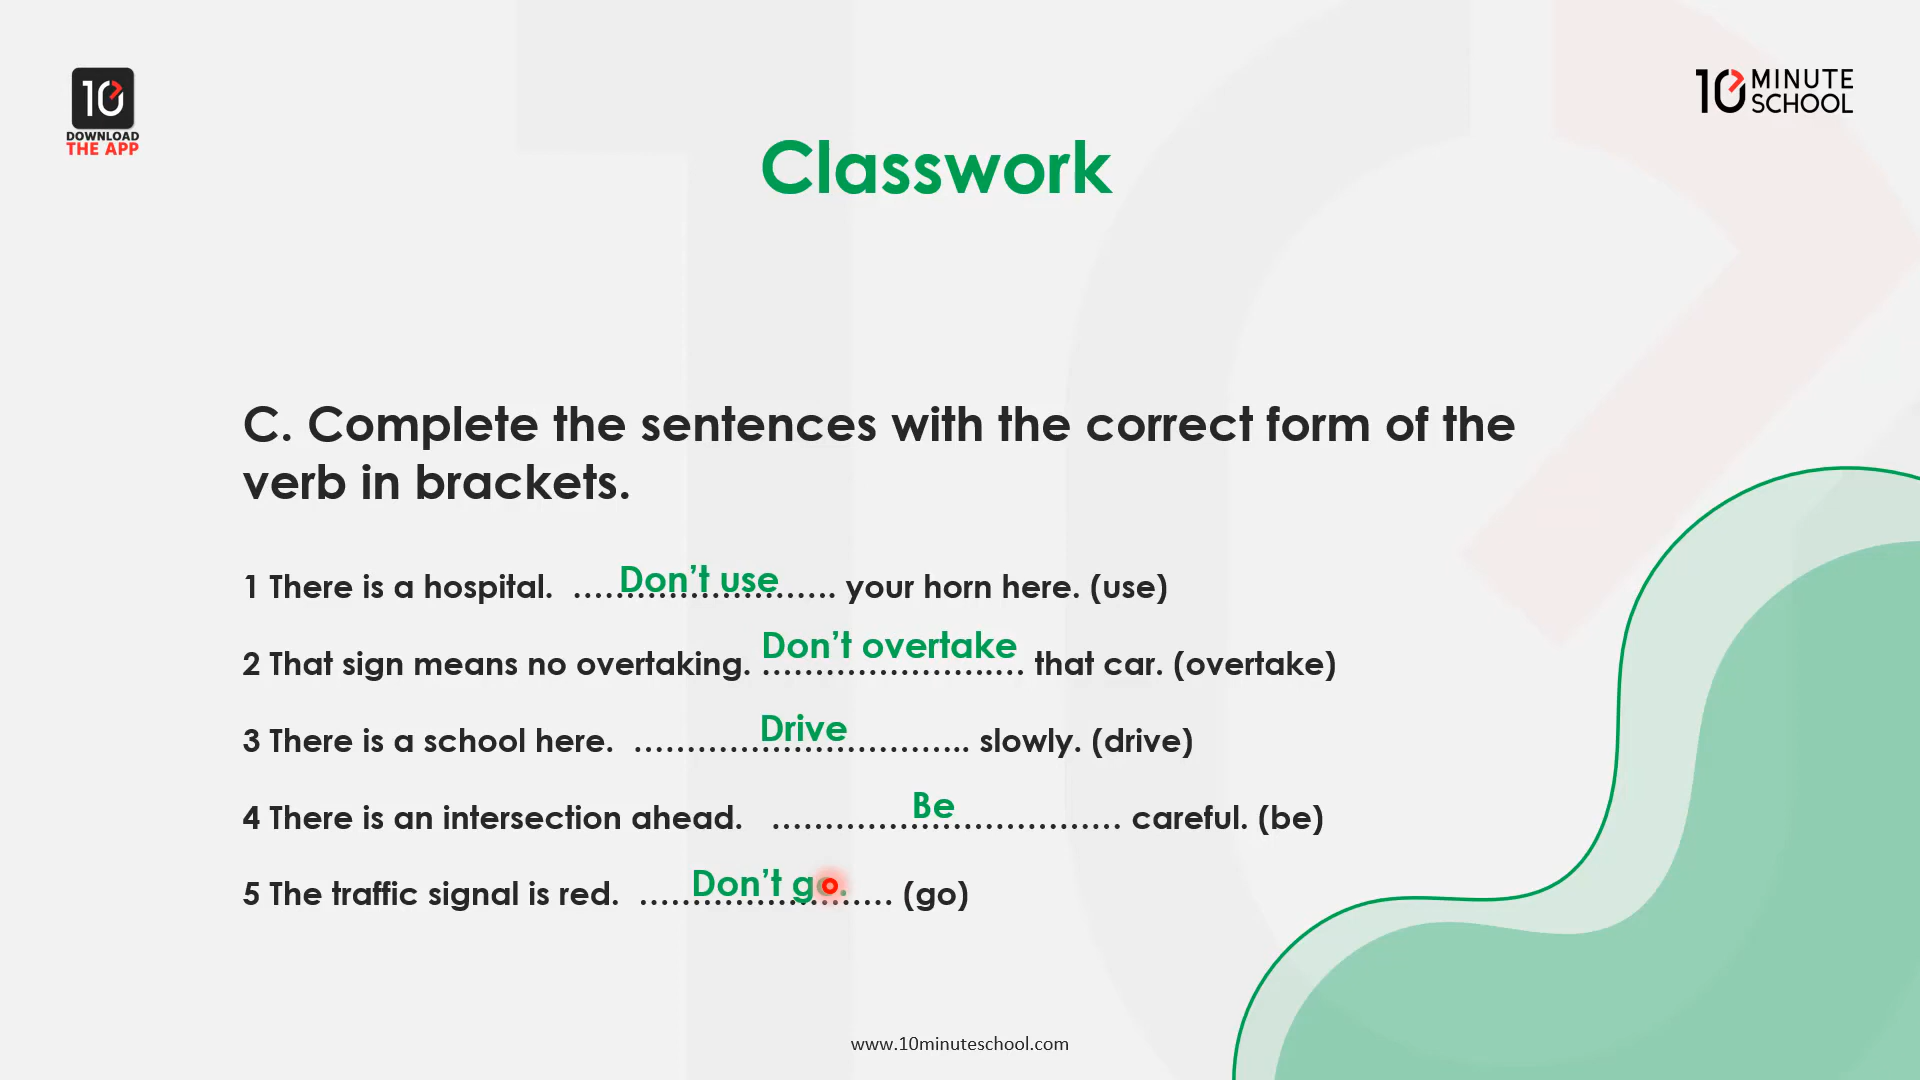 10
DOWNLOAD
THE APP
10 MINUTE
SCHOOL
Classwork
C. Complete the sentences with the correct form of the
verb in brackets.
1 There is a hospital. ……Don’t use…….. your horn here. (use)
2 That sign means no overtaking. Don’t overtake …………………….… that car. (overtake)
3 There is a school here. …………Drive………….. slowly. (drive)
4 There is an intersection ahead. ……………Be……………… careful. (be)
5 The traffic signal is red. ……Don’t go.…… (go)
www.10minuteschool.com